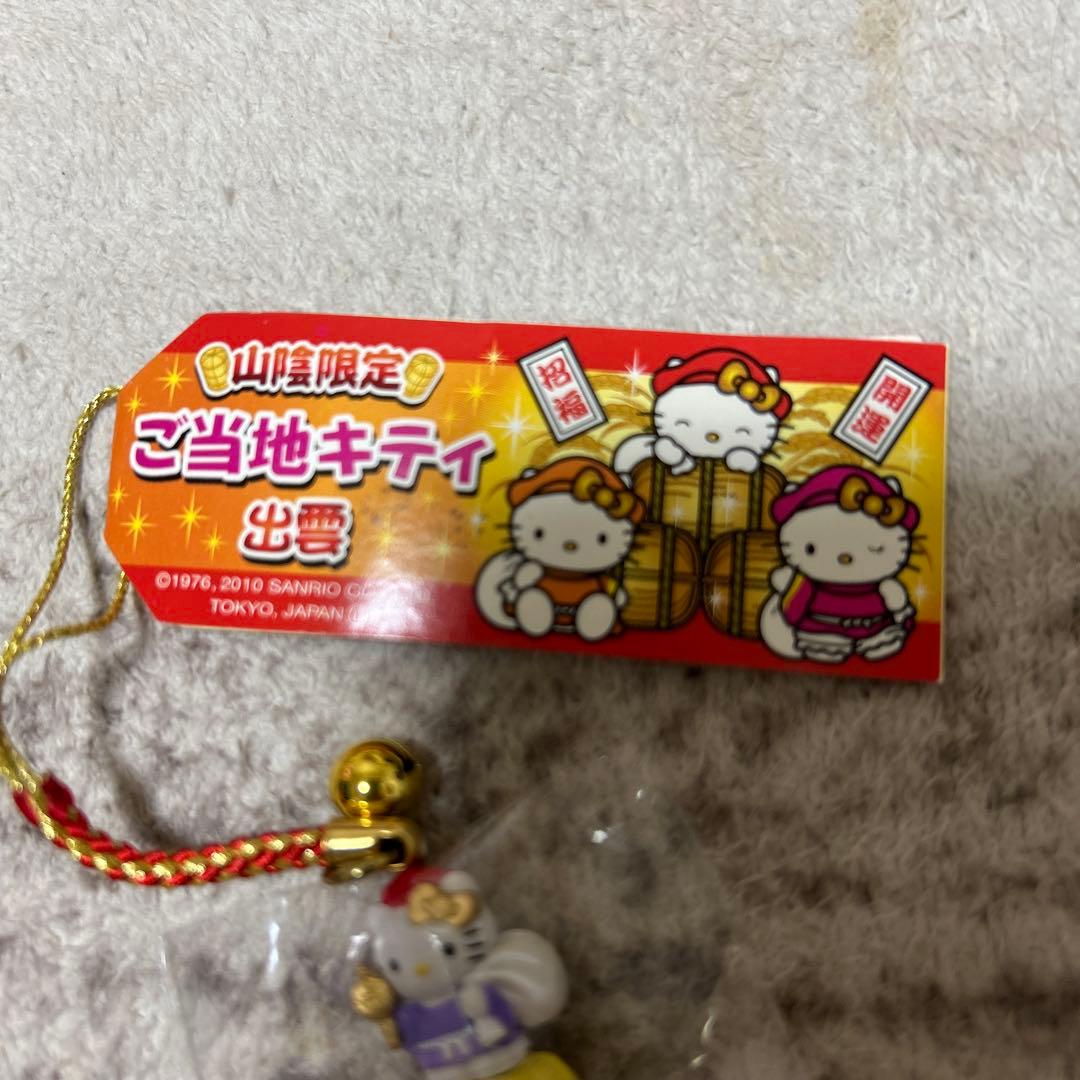 山陰限定
ご当地キティ
出雲
©1976, 2010 SANRIO
TOKYO, JAPAN
招福
開運